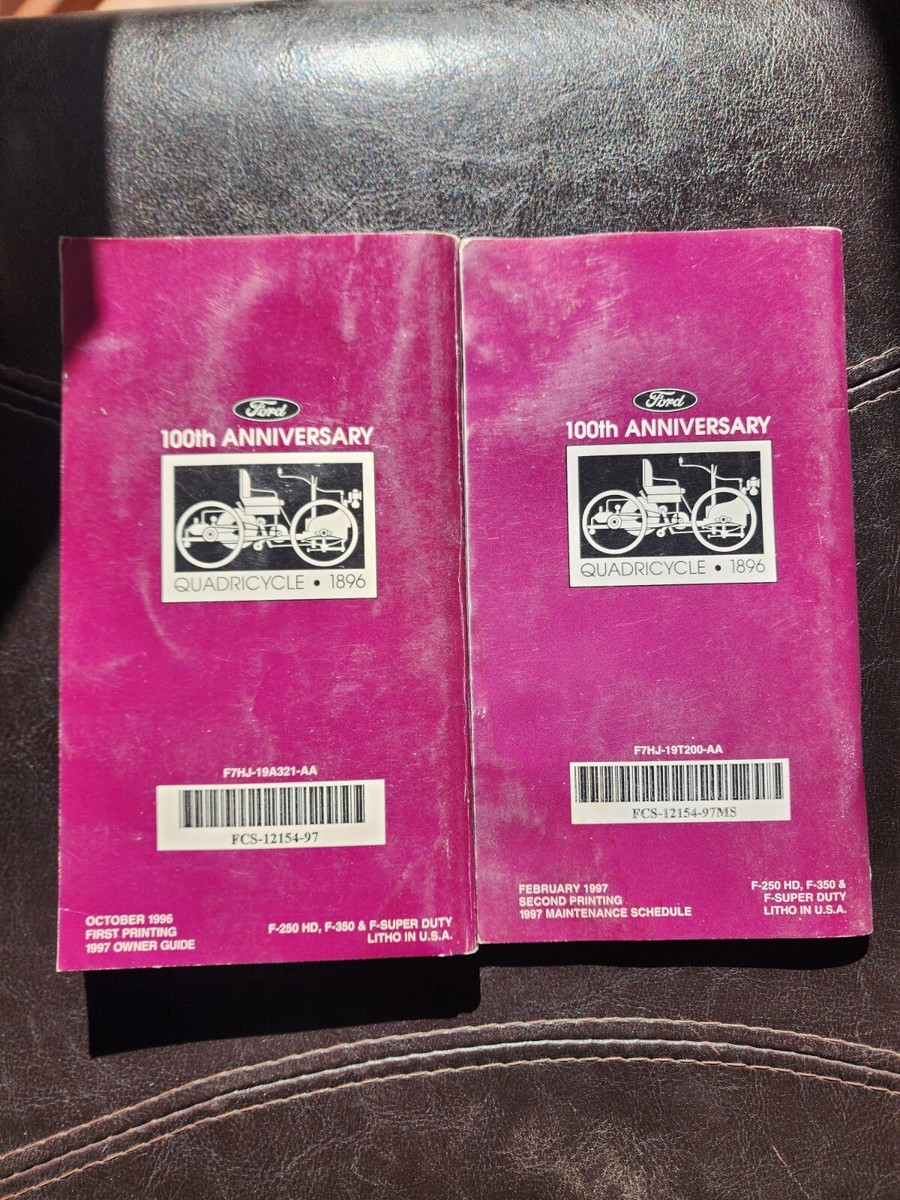 Ford
100th ANNIVERSARY
QUADRICYCLE • 1896
F7HJ-19A321-AA
FCS-12154-97
OCTOBER 1996
FIRST PRINTING
1997 OWNER GUIDE
F-250 HD, F-350 & F-SUPER DUTY
LITHO IN U.S.A.
Ford
100th ANNIVERSARY
QUADRICYCLE • 1896
F7HJ-19T200-AA
FCS-12154-97MS
FEBRUARY 1997
SECOND PRINTING
1997 MAINTENANCE SCHEDULE
F-250 HD, F-350 &
F-SUPER DUTY
LITHO IN U.S.A.